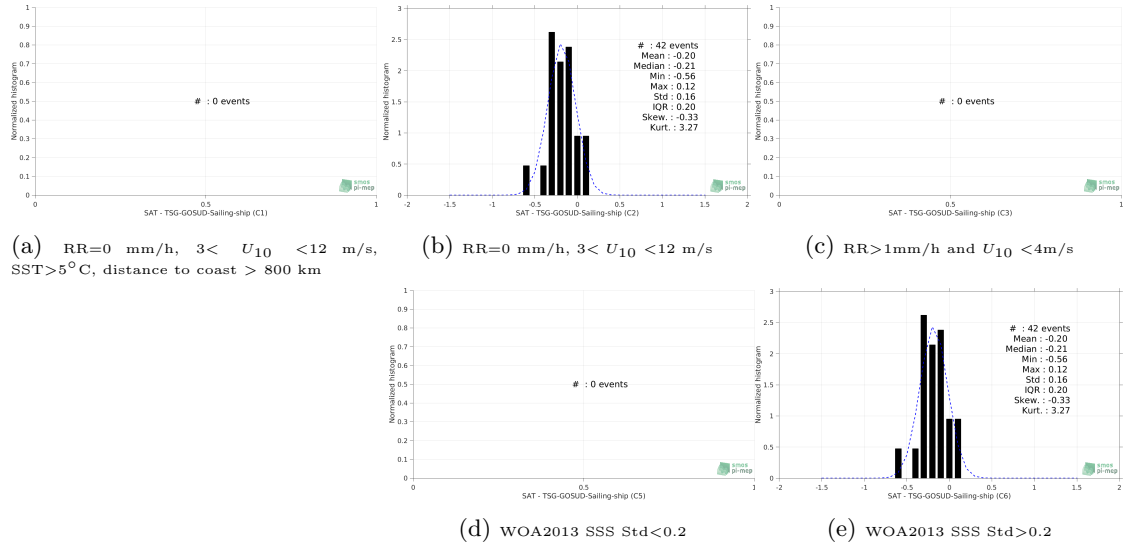 1
0.9
0.8
0.7
0.6
0.5
0.4
0.3
0.2
0.1
0
Normalized histogram
# : 0 events
smos
pi-mep
0 0.5 1
SAT - TSG-GOSUD-Sailing-ship (C1)
(a) RR=0 mm/h, 3< U10 <12 m/s,
SST>5°C, distance to coast > 800 km
3
2.5
2
1.5
1
0.5
0
Normalized histogram
# : 42 events
Mean : -0.20
Median : -0.21
Min : -0.56
Max : 0.12
Std : 0.16
IQR : 0.20
Skew. : -0.33
Kurt. : 3.27
smos
pi-mep
-2 -1.5 -1 -0.5 0 0.5 1 1.5 2
SAT - TSG-GOSUD-Sailing-ship (C2)
(b) RR=0 mm/h, 3< U10 <12 m/s
1
0.9
0.8
0.7
0.6
0.5
0.4
0.3
0.2
0.1
0
Normalized histogram
# : 0 events
smos
pi-mep
0 0.5 1
SAT - TSG-GOSUD-Sailing-ship (C3)
(c) RR>1mm/h and U10 <4m/s
1
0.9
0.8
0.7
0.6
0.5
0.4
0.3
0.2
0.1
0
Normalized histogram
# : 0 events
smos
pi-mep
0 0.5 1
SAT - TSG-GOSUD-Sailing-ship (C5)
(d) WOA2013 SSS Std<0.2
3
2.5
2
1.5
1
0.5
0
Normalized histogram
# : 42 events
Mean : -0.20
Median : -0.21
Min : -0.56
Max : 0.12
Std : 0.16
IQR : 0.20
Skew. : -0.33
Kurt. : 3.27
smos
pi-mep
-2 -1.5 -1 -0.5 0 0.5 1 1.5 2
SAT - TSG-GOSUD-Sailing-ship (C6)
(e) WOA2013 SSS Std>0.2